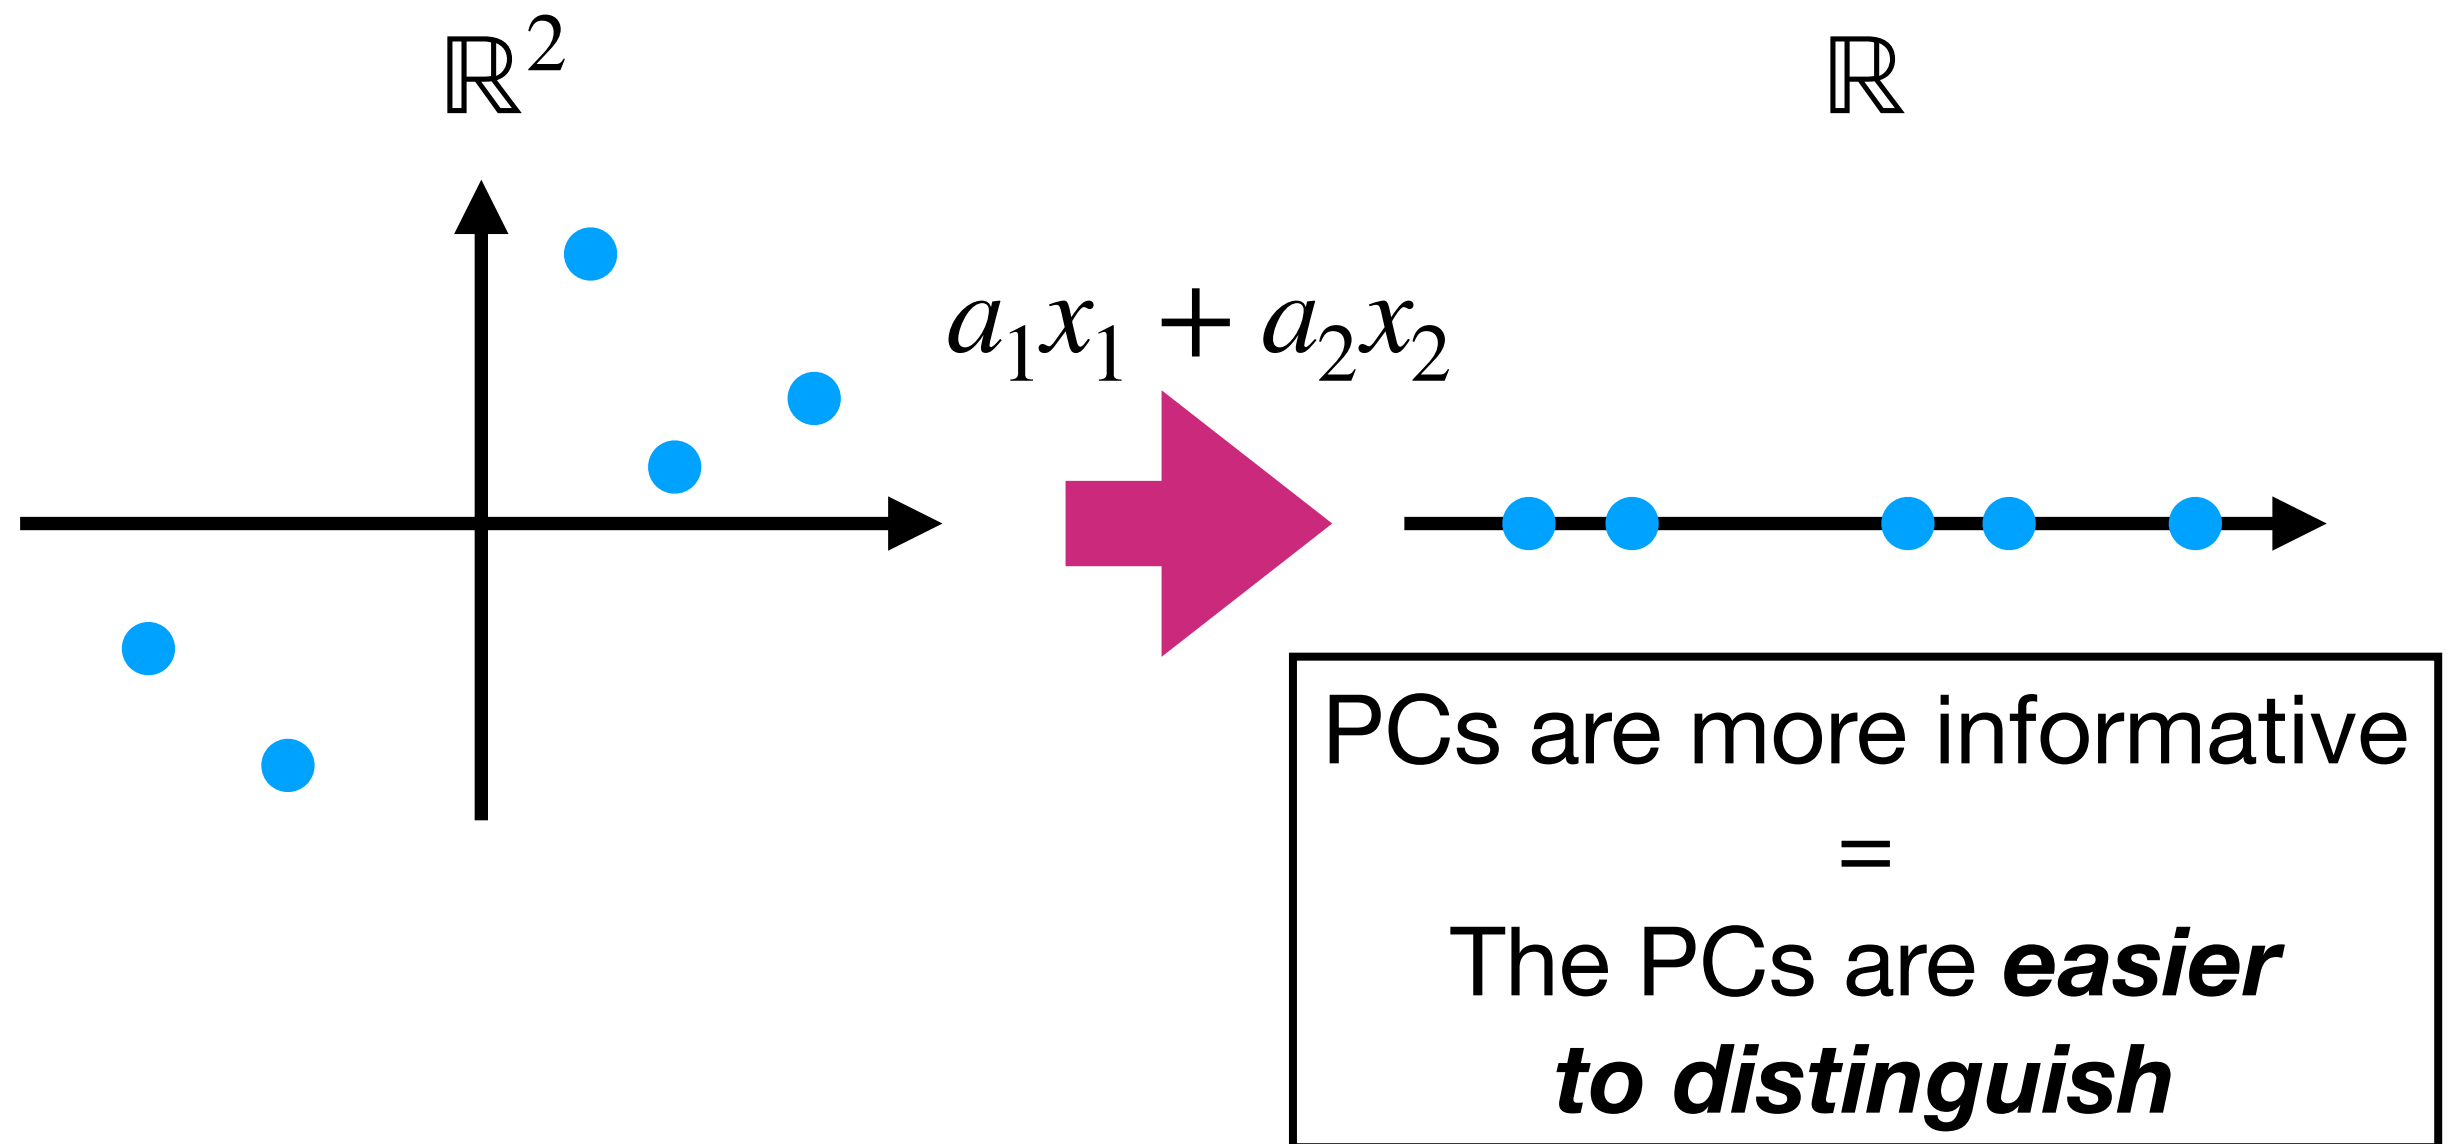 ℝ²
ℝ
a₁x₁ + a₂x₂
PCs are more informative
=
The PCs are easier
to distinguish